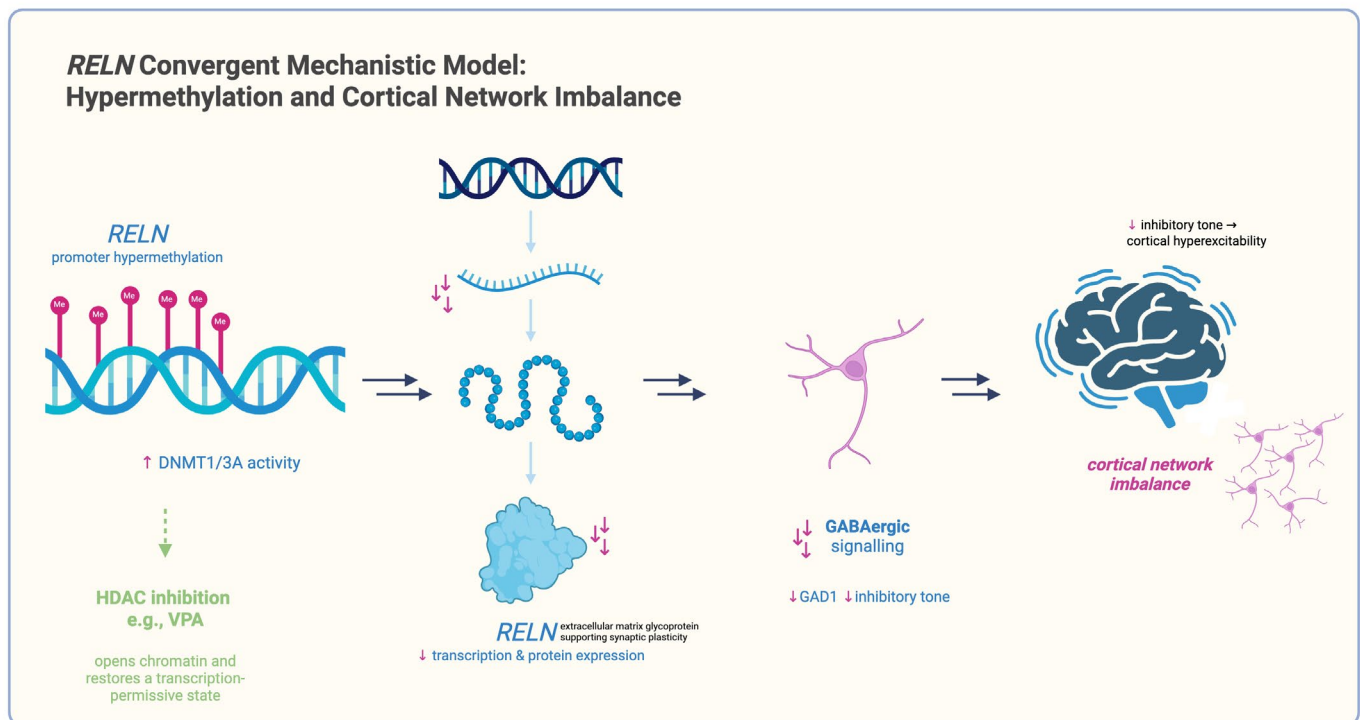 RELN Convergent Mechanistic Model:
Hypermethylation and Cortical Network Imbalance
RELN
promoter hypermethylation
Me
Me
Me
Me
Me
Me
↑ DNMT1/3A activity
HDAC inhibition
e.g., VPA
opens chromatin and
restores a transcription-
permissive state
RELN extracellular matrix glycoprotein
supporting synaptic plasticity
↓ transcription & protein expression
GABAergic
signalling
↓GAD1 ↓inhibitory tone
↓ inhibitory tone →
cortical hyperexcitability
cortical network
imbalance